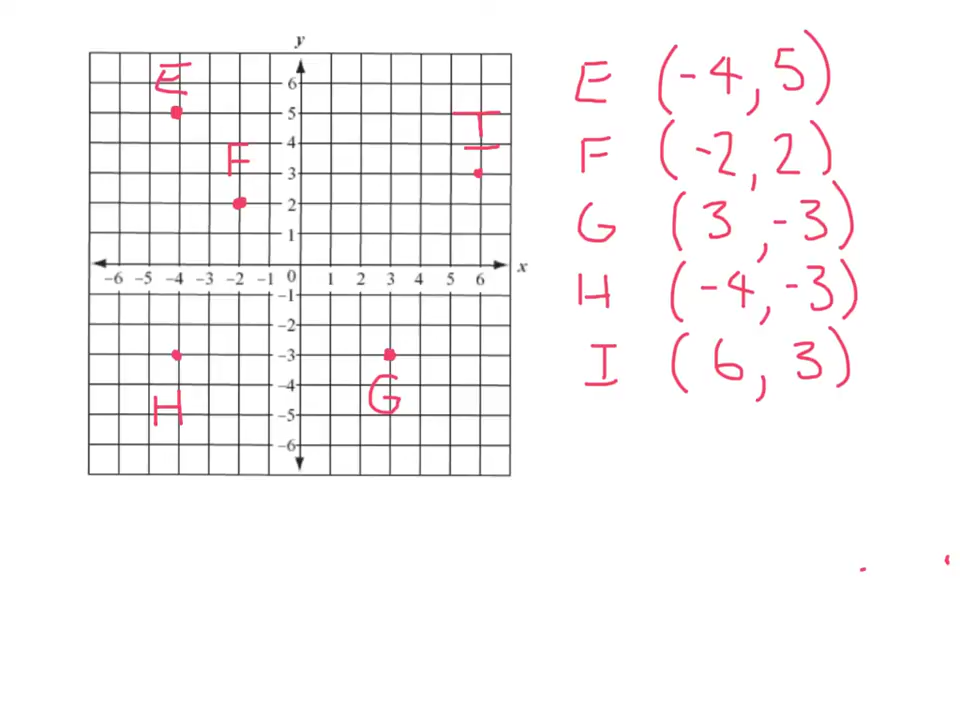 y
6
E
5
I
4
F
3
2
1
x
-6 -5 -4 -3 -2 -1 0 1 2 3 4 5 6
-1
-2
-3
-4
G
H
-5
-6
E (-4, 5)
F (-2, 2)
G (3, -3)
H (-4, -3)
I (6, 3)